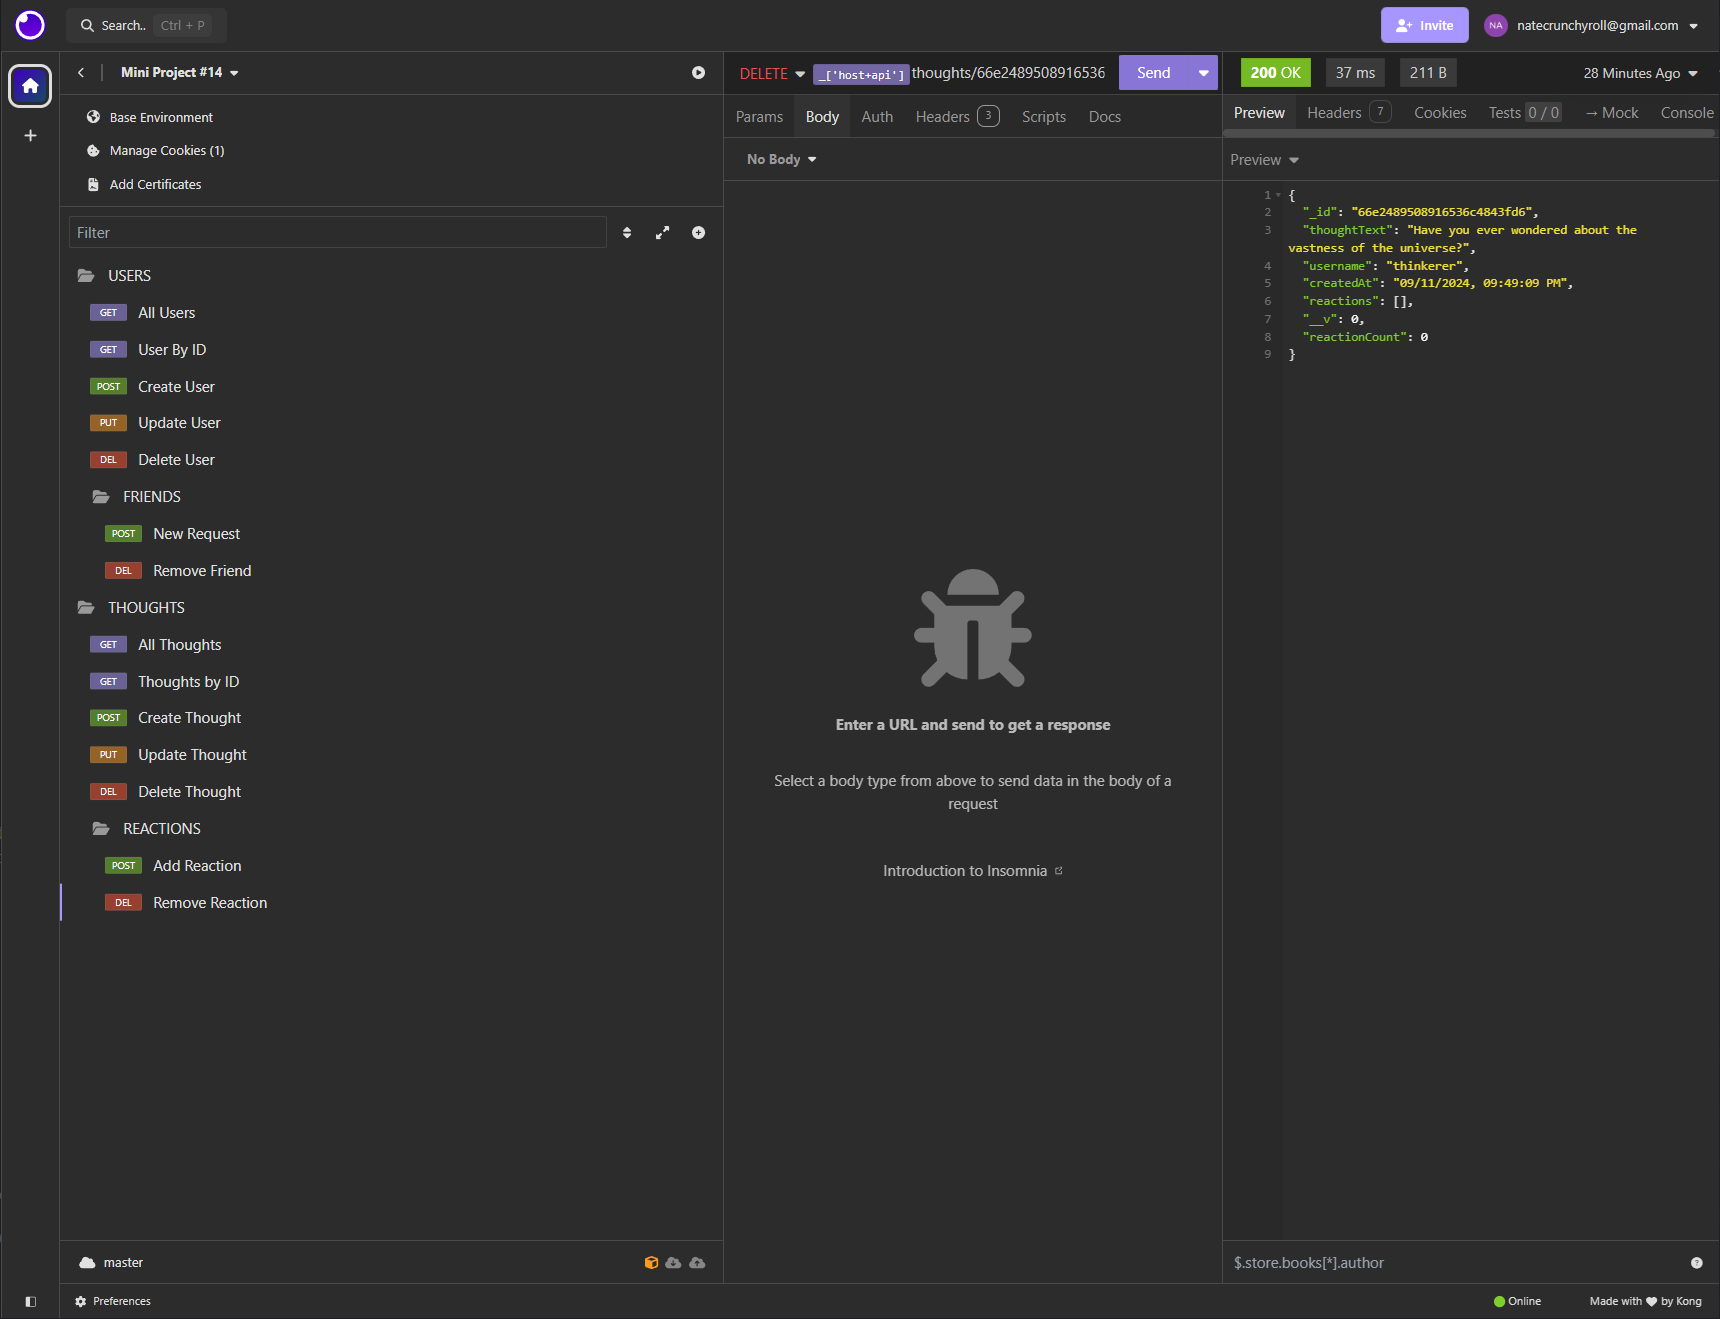 Search.. Ctrl + P
Invite
NA
natecrunchyroll@gmail.com
Mini Project #14
Base Environment
Manage Cookies (1)
Add Certificates
Filter
USERS
GET All Users
GET User By ID
POST Create User
PUT Update User
DEL Delete User
FRIENDS
POST New Request
DEL Remove Friend
THOUGHTS
GET All Thoughts
GET Thoughts by ID
POST Create Thought
PUT Update Thought
DEL Delete Thought
REACTIONS
POST Add Reaction
DEL Remove Reaction
master
Preferences
DELETE _['host+api'] thoughts/66e2489508916536
Send
Params Body Auth Headers 3 Scripts Docs
No Body
Enter a URL and send to get a response
Select a body type from above to send data in the body of a
request
Introduction to Insomnia
200 OK 37 ms 211 B 28 Minutes Ago
Preview Headers 7 Cookies Tests 0 / 0 → Mock Console
Preview
1 {
2 "_id": "66e2489508916536c4843fd6",
3 "thoughtText": "Have you ever wondered about the
vastness of the universe?",
4 "username": "thinkerer",
5 "createdAt": "09/11/2024, 09:49:09 PM",
6 "reactions": [],
7 "__v": 0,
8 "reactionCount": 0
9 }
$.store.books[*].author
Online
Made with ♥ by Kong